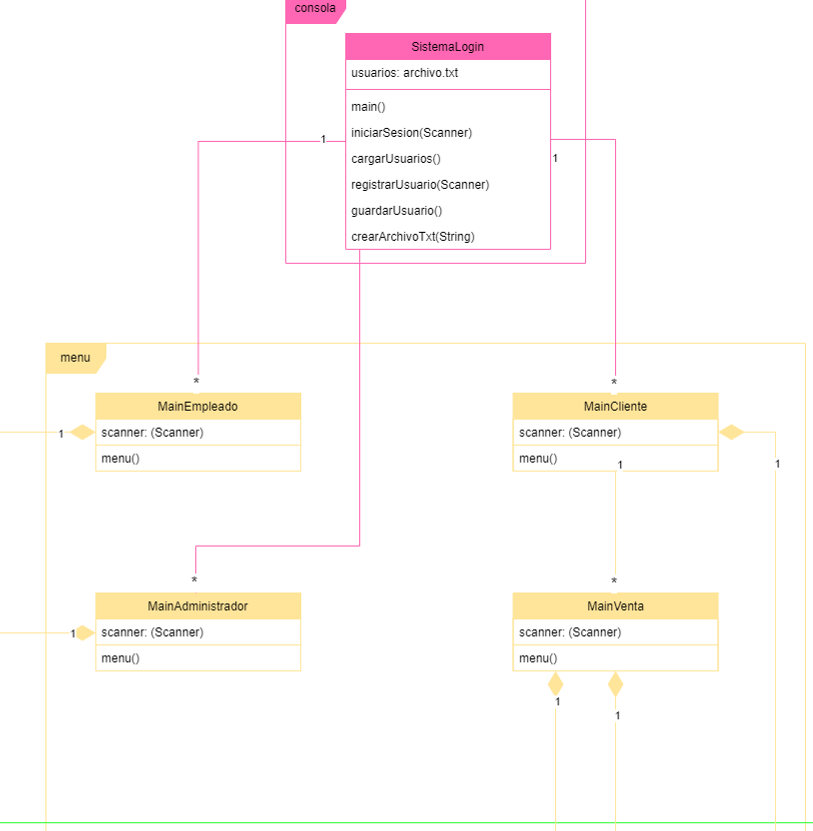 consola
SistemaLogin
usuarios: archivo.txt
main()
iniciarSesion(Scanner)
cargarUsuarios()
registrarUsuario(Scanner)
guardarUsuario()
crearArchivoTxt(String)
1
1
menu
*
*
MainEmpleado
scanner: (Scanner)
menu()
1
MainCliente
scanner: (Scanner)
menu()
1
1
*
*
MainAdministrador
scanner: (Scanner)
menu()
1
MainVenta
scanner: (Scanner)
menu()
1
1